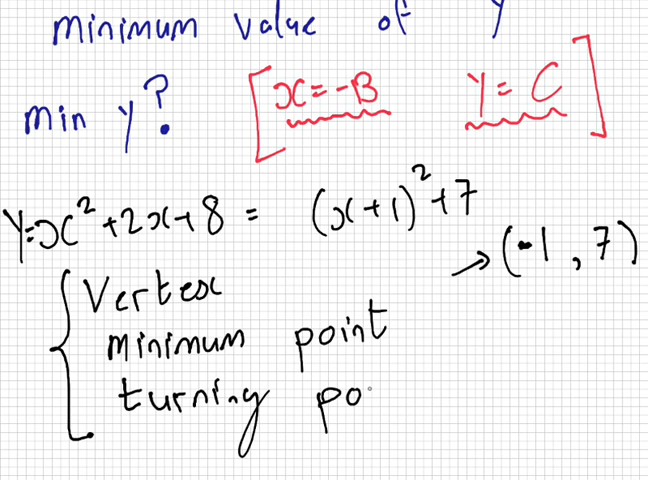 minimum value of y
min y? [x=-B y=C]
y=x²+2x+8 = (x+1)²+7
→(-1,7)
{ Vertex
minimum point
turning po